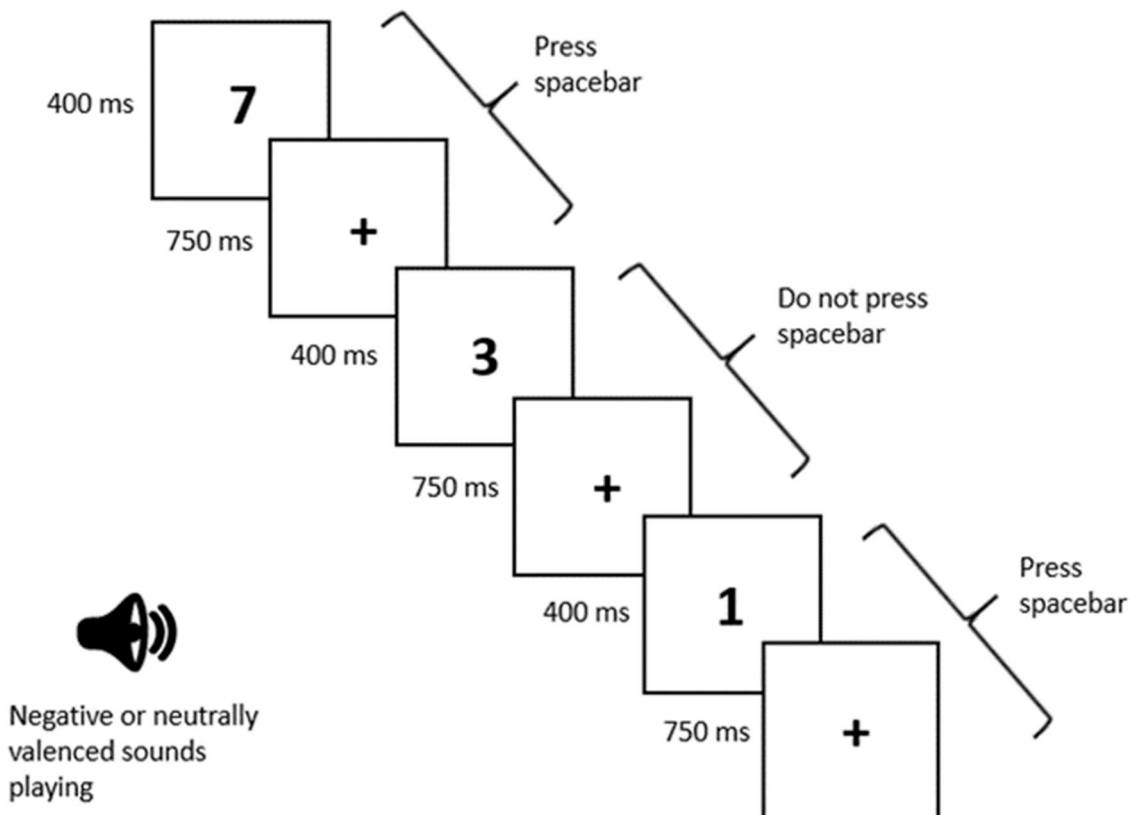 Press
spacebar
7
400 ms
+
750 ms
Do not press
spacebar
3
400 ms
+
750 ms
Press
spacebar
1
400 ms
+
750 ms
Negative or neutrally
valenced sounds
playing